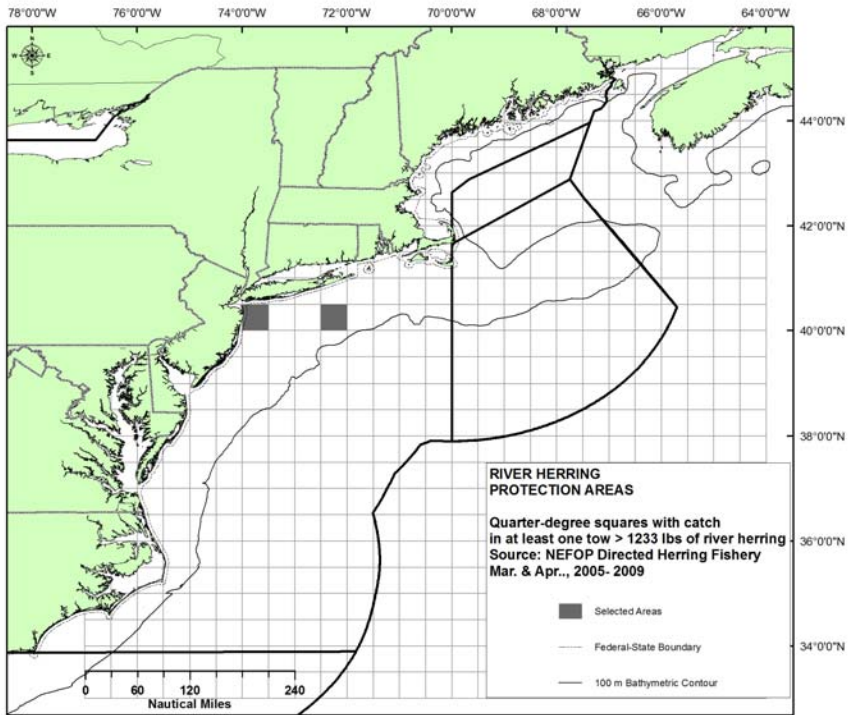 78°0'0"W 76°0'0"W 74°0'0"W 72°0'0"W 70°0'0"W 68°0'0"W 66°0'0"W 64°0'0"W
N
W E
S
44°0'0"N
42°0'0"N
40°0'0"N
38°0'0"N
36°0'0"N
34°0'0"N
RIVER HERRING
PROTECTION AREAS
Quarter-degree squares with catch
in at least one tow > 1233 lbs of river herring
Source: NEFOP Directed Herring Fishery
Mar. & Apr.., 2005- 2009
Selected Areas
Federal-State Boundary
100 m Bathymetric Contour
0 60 120 240
Nautical Miles